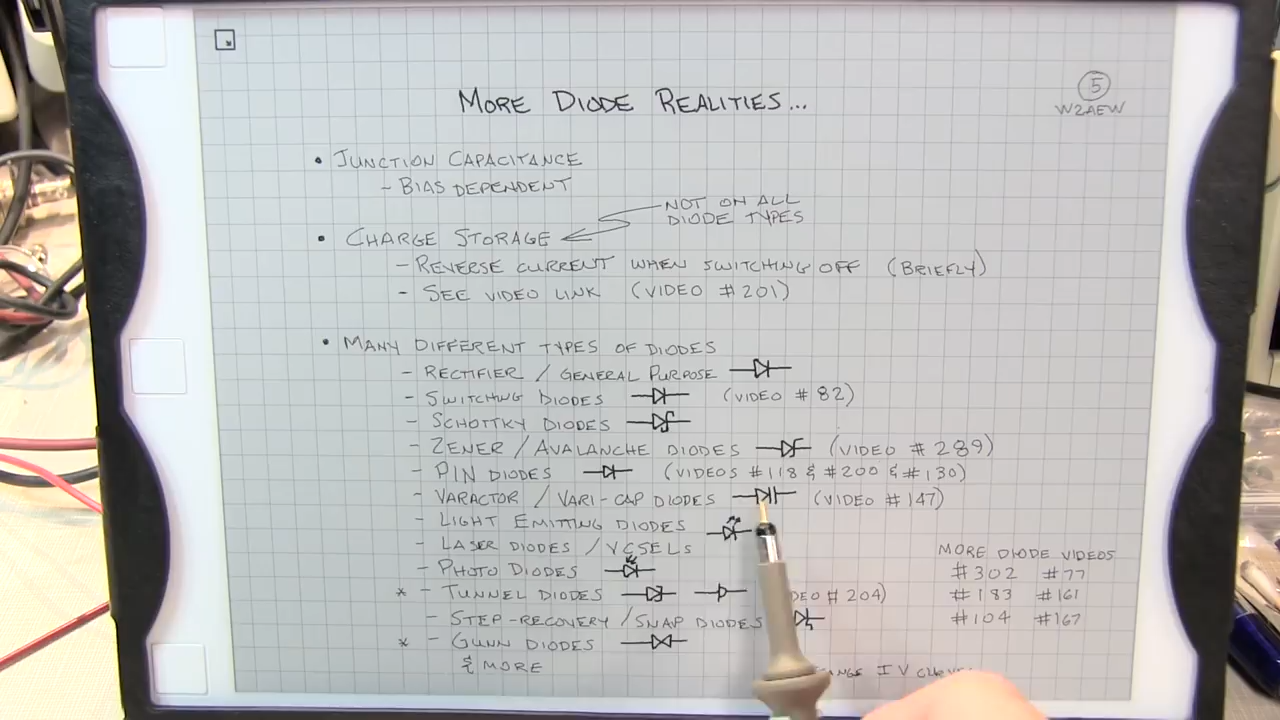 5
W2AEW
MORE DIODE REALITIES...
• JUNCTION CAPACITANCE
- BIAS DEPENDENT
NOT ON ALL
DIODE TYPES
• CHARGE STORAGE
- REVERSE CURRENT WHEN SWITCHING OFF (BRIEFLY)
- SEE VIDEO LINK (VIDEO #201)
• MANY DIFFERENT TYPES OF DIODES
- RECTIFIER / GENERAL PURPOSE
- SWITCHING DIODES (VIDEO # 82)
- SCHOTTKY DIODES
- ZENER / AVALANCHE DIODES (VIDEO # 289)
- PIN DIODES (VIDEOS #118 & #200 & #130)
- VARACTOR / VARI-CAP DIODES (VIDEO #147)
- LIGHT EMITTING DIODES
- LASER DIODES / VCSELS
- PHOTO DIODES
* - TUNNEL DIODES # 204)
- STEP-RECOVERY / SNAP DIODES
* - GUNN DIODES
& MORE
MORE DIODE VIDEOS
#302 #77
#183 #161
#104 #167
IV